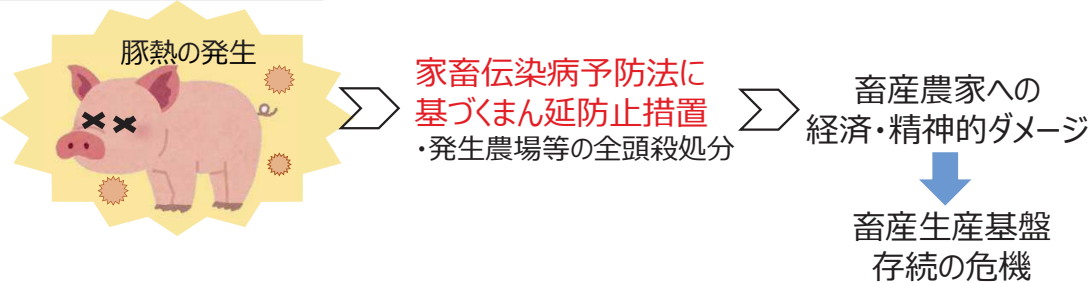 豚熱の発生
家畜伝染病予防法に
基づくまん延防止措置
・発生農場等の全頭殺処分
畜産農家への
経済・精神的ダメージ
畜産生産基盤
存続の危機